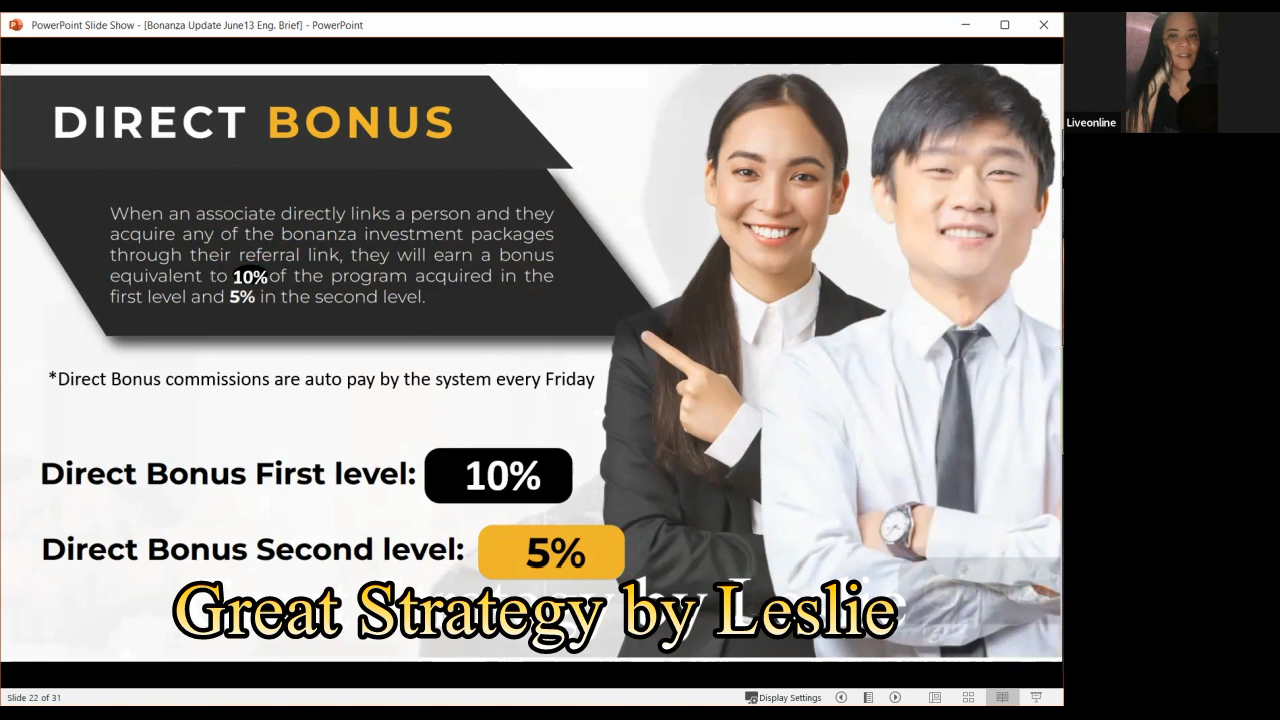 PowerPoint Slide Show - [Bonanza Update June13 Eng. Brief] - PowerPoint
Liveonline
DIRECT BONUS
When an associate directly links a person and they
acquire any of the bonanza investment packages
through their referral link, they will earn a bonus
equivalent to 10% of the program acquired in the
first level and 5% in the second level.
*Direct Bonus commissions are auto pay by the system every Friday
Direct Bonus First level: 10%
Direct Bonus Second level: 5%
Great Strategy by Leslie
Slide 22 of 31
Display Settings